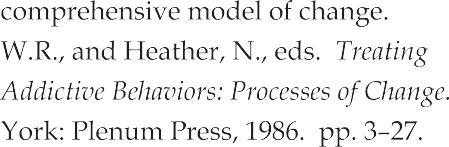 comprehensive model of change.
W.R., and Heather, N., eds. Treating
Addictive Behaviors: Processes of Change.
York: Plenum Press, 1986. pp. 3–27.